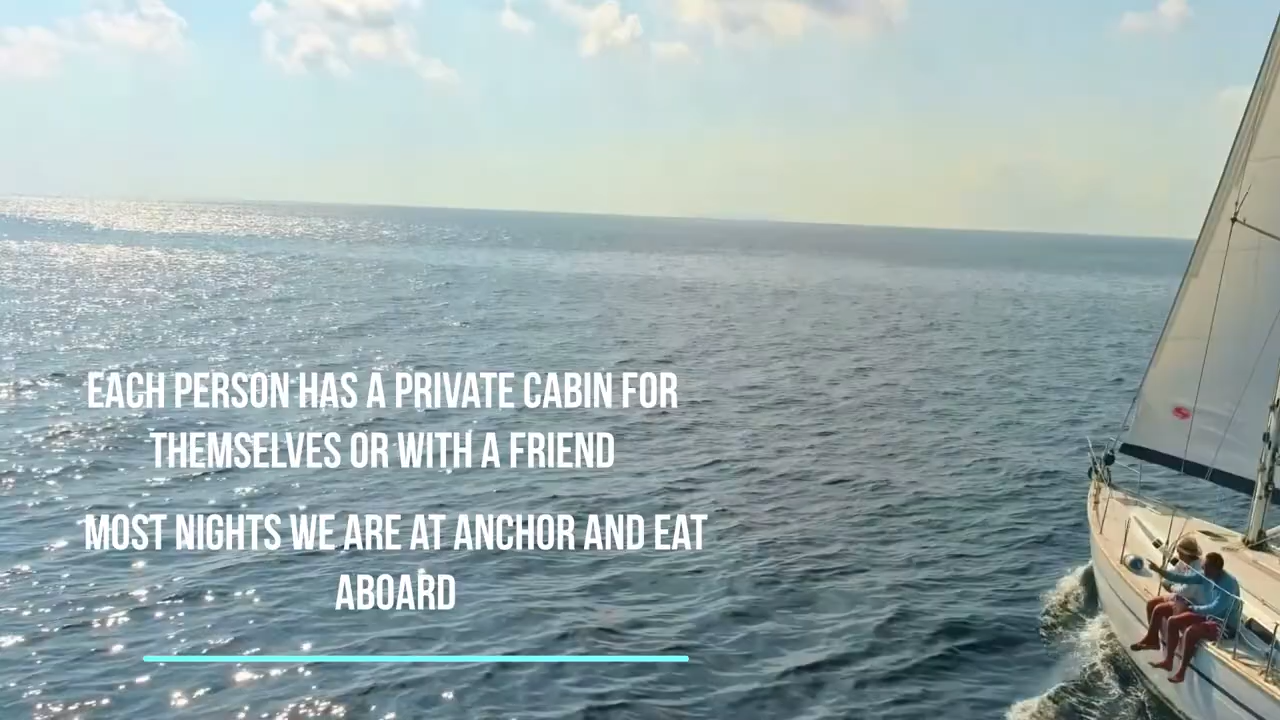 EACH PERSON HAS A PRIVATE CABIN FOR
THEMSELVES OR WITH A FRIEND
MOST NIGHTS WE ARE AT ANCHOR AND EAT
ABOARD